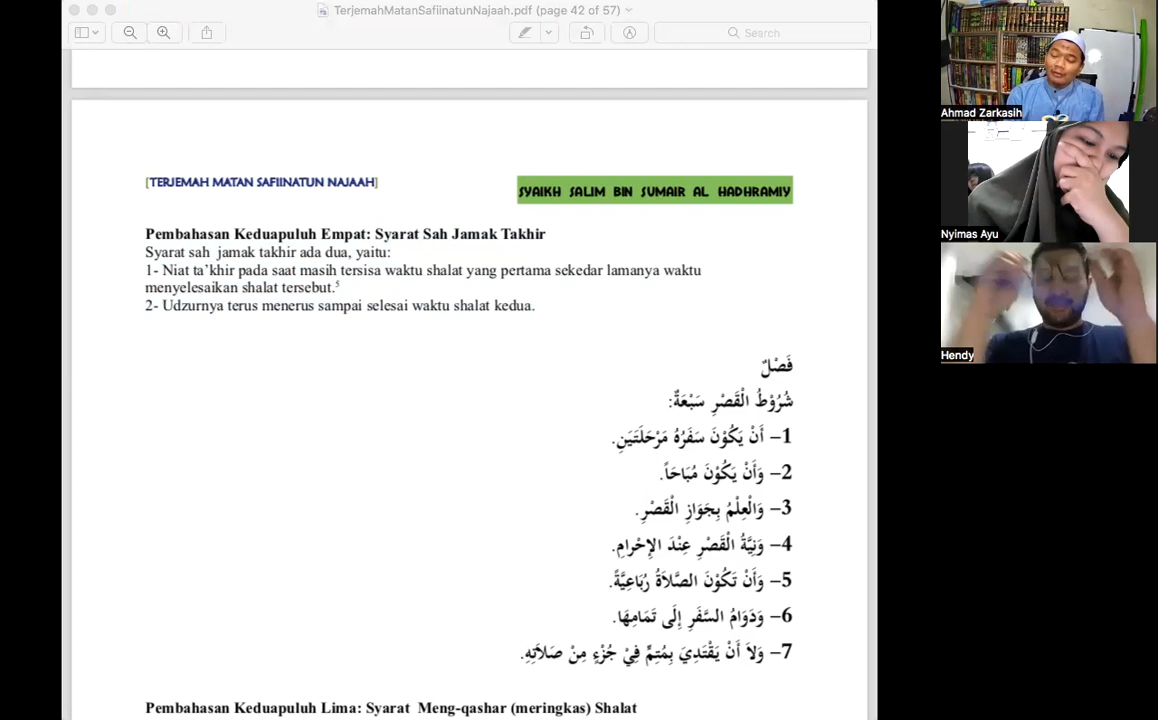 TerjemahMatanSafiinatunNajaah.pdf (page 42 of 57)
Search
[TERJEMAH MATAN SAFIINATUN NAJAAH]
SYAIKH SALIM BIN SUMAIR AL HADHRAMIY
Pembahasan Keduapuluh Empat: Syarat Sah Jamak Takhir
Syarat sah jamak takhir ada dua, yaitu:
1- Niat ta'khir pada saat masih tersisa waktu shalat yang pertama sekedar lamanya waktu
menyelesaikan shalat tersebut.⁵
2- Udzurnya terus menerus sampai selesai waktu shalat kedua.
فَصْلٌ
شُرُوْطُ الْقَصْرِ سَبْعَةٌ:
1– أَنْ يَكُوْنَ سَفَرُهُ مَرْحَلَتَيَنِ.
2– وَأَنْ يَكُوْنَ مُبَاحَاً.
3– وَالْعِلْمُ بِجَوَازِ الْقَصْرِ.
4– وَنِيَّةُ الْقَصْرِ عِنْدَ الإِحْرامِ.
5– وَأَنْ تَكُوْنَ الصَّلاَةُ رُبَاعِيَّةً.
6– وَدَوَامُ السَّفَرِ إِلَى تَمَامِهَا.
7– وَلاَ أَنْ يَقْتَدِيَ بِمُتِمٍّ فِيْ جُزْءٍ مِنْ صَلاَتِهِ.
Pembahasan Keduapuluh Lima: Syarat Meng-qashar (meringkas) Shalat
Ahmad Zarkasih
Nyimas Ayu
Hendy